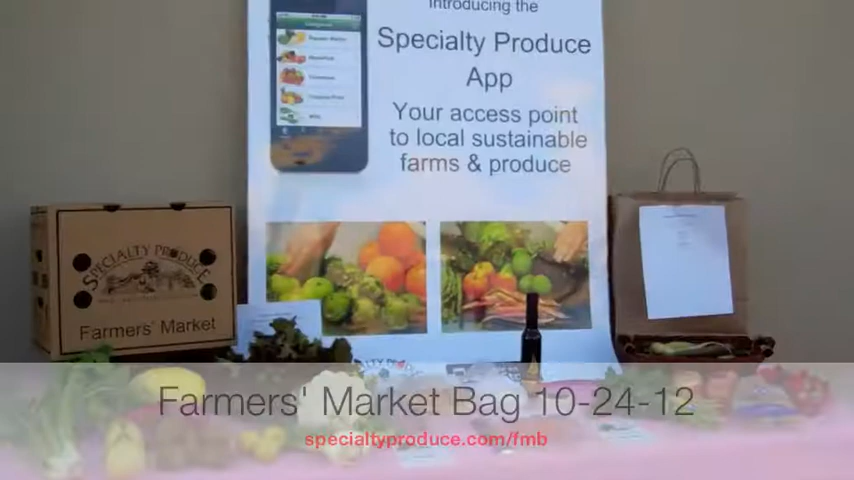 Introducing the
Specialty Produce
App
Your access point
to local sustainable
farms & produce
SPECIALTY PRODUCE
Farmers' Market
Farmers' Market Bag 10-24-12
specialtyproduce.com/fmb